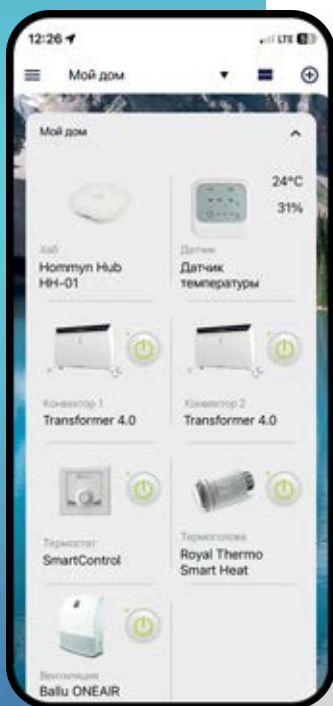 12:26
LTE
Мой дом
Мой дом
24°C
31%
Хаб
Hommyn Hub
HH-01
Датчик
Датчик
температуры
Конвектор 1
Transformer 4.0
Конвектор 2
Transformer 4.0
Термостат
SmartControl
Термоголовка
Royal Thermo
Smart Heat
Вентиляция
Ballu ONEAIR